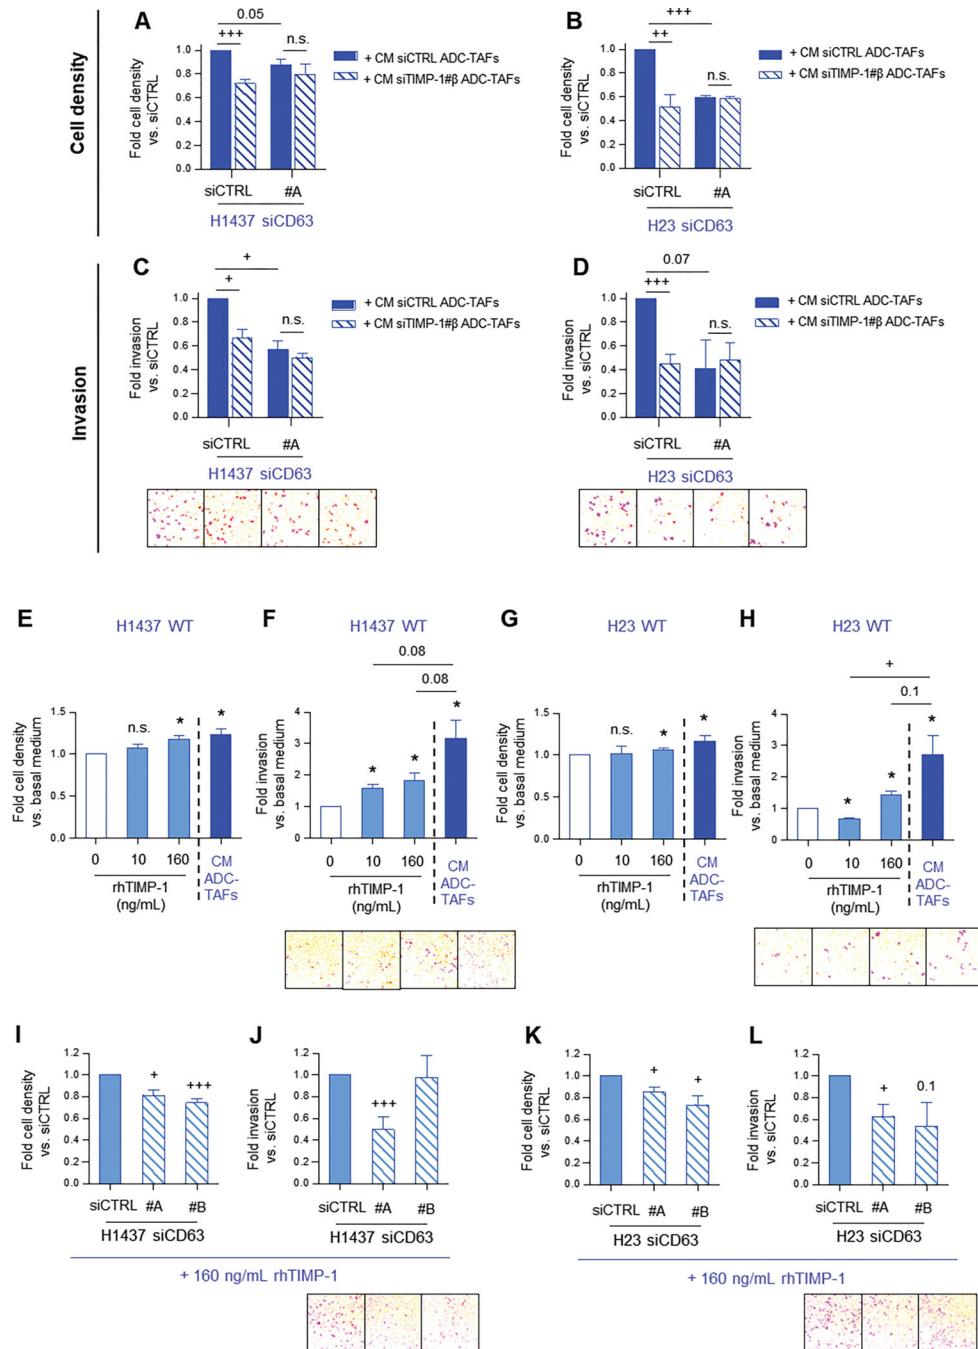 Cell density
A
0.05
+++
n.s.
Fold cell density
vs. siCTRL
1.0
0.8
0.6
0.4
0.2
0.0
siCTRL
#A
H1437 siCD63
+ CM siCTRL ADC-TAFs
+ CM siTIMP-1#β ADC-TAFs
B
+++
++
n.s.
Fold cell density
vs. siCTRL
1.0
0.8
0.6
0.4
0.2
0.0
siCTRL
#A
H23 siCD63
+ CM siCTRL ADC-TAFs
+ CM siTIMP-1#β ADC-TAFs
Invasion
C
+
+
n.s.
Fold invasion
vs. siCTRL
1.0
0.8
0.6
0.4
0.2
0.0
siCTRL
#A
H1437 siCD63
+ CM siCTRL ADC-TAFs
+ CM siTIMP-1#β ADC-TAFs
D
0.07
+++
n.s.
Fold invasion
vs. siCTRL
1.0
0.8
0.6
0.4
0.2
0.0
siCTRL
#A
H23 siCD63
+ CM siCTRL ADC-TAFs
+ CM siTIMP-1#β ADC-TAFs
E
H1437 WT
Fold cell density
vs. basal medium
1.5
1.0
0.5
0.0
n.s.
*
*
0
10
160
rhTIMP-1
(ng/mL)
CM
ADC-
TAFs
F
H1437 WT
0.08
0.08
Fold invasion
vs. basal medium
4
3
2
1
0
*
*
*
0
10
160
rhTIMP-1
(ng/mL)
CM
ADC-
TAFs
G
H23 WT
Fold cell density
vs. basal medium
1.5
1.0
0.5
0.0
n.s.
*
*
0
10
160
rhTIMP-1
(ng/mL)
CM
ADC-
TAFs
H
H23 WT
+
0.1
Fold invasion
vs. basal medium
4
3
2
1
0
*
*
*
0
10
160
rhTIMP-1
(ng/mL)
CM
ADC-
TAFs
I
Fold cell density
vs. siCTRL
1.2
1.0
0.8
0.6
0.4
0.2
0.0
+
+++
siCTRL
#A
#B
H1437 siCD63
J
Fold invasion
vs. siCTRL
1.2
1.0
0.8
0.6
0.4
0.2
0.0
+++
siCTRL
#A
#B
H1437 siCD63
+ 160 ng/mL rhTIMP-1
K
Fold cell density
vs. siCTRL
1.2
1.0
0.8
0.6
0.4
0.2
0.0
+
+
siCTRL
#A
#B
H23 siCD63
L
Fold invasion
vs. siCTRL
1.2
1.0
0.8
0.6
0.4
0.2
0.0
+
0.1
siCTRL
#A
#B
H23 siCD63
+ 160 ng/mL rhTIMP-1